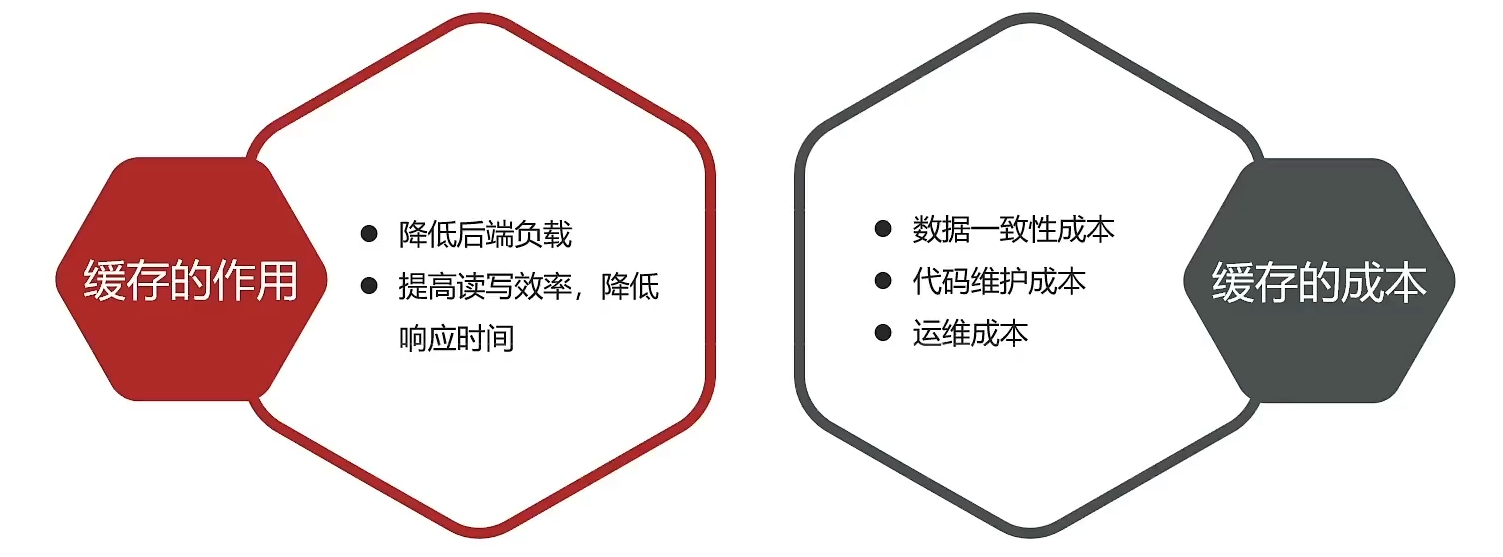 缓存的作用
● 降低后端负载
● 提高读写效率，降低
响应时间
● 数据一致性成本
● 代码维护成本
● 运维成本
缓存的成本